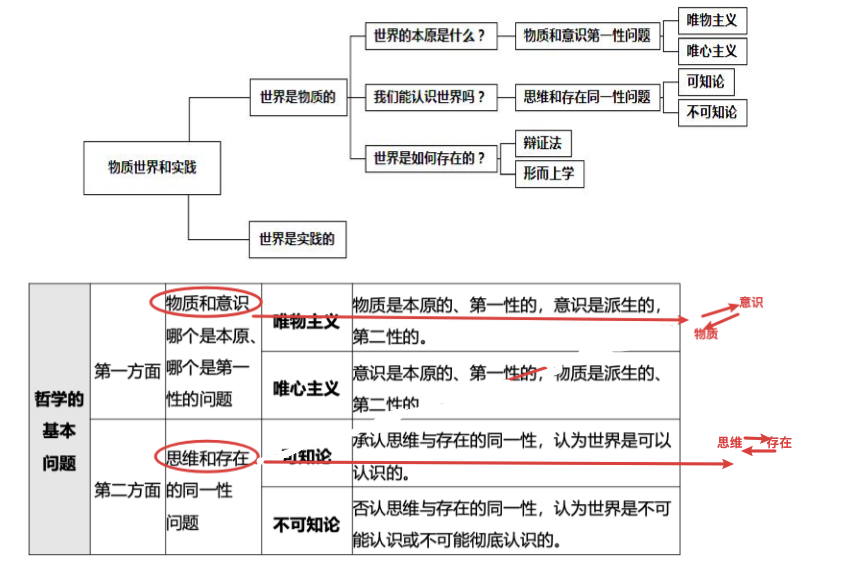 世界的本原是什么？
物质和意识第一性问题
唯物主义
唯心主义
世界是物质的
我们能认识世界吗？
思维和存在同一性问题
可知论
不可知论
物质世界和实践
世界是如何存在的？
辩证法
形而上学
世界是实践的
哲学的
基本
问题
第一方面
物质和意识
哪个是本原、
哪个是第一
性的问题
唯物主义
物质是本原的、第一性的，意识是派生的，
第二性的。
意识
物质
唯心主义
意识是本原的、第一性的，物质是派生的、
第二性的
第二方面
思维和存在
的同一性
问题
可知论
承认思维与存在的同一性，认为世界是可以
认识的。
思维
存在
不可知论
否认思维与存在的同一性，认为世界是不可
能认识或不可能彻底认识的。